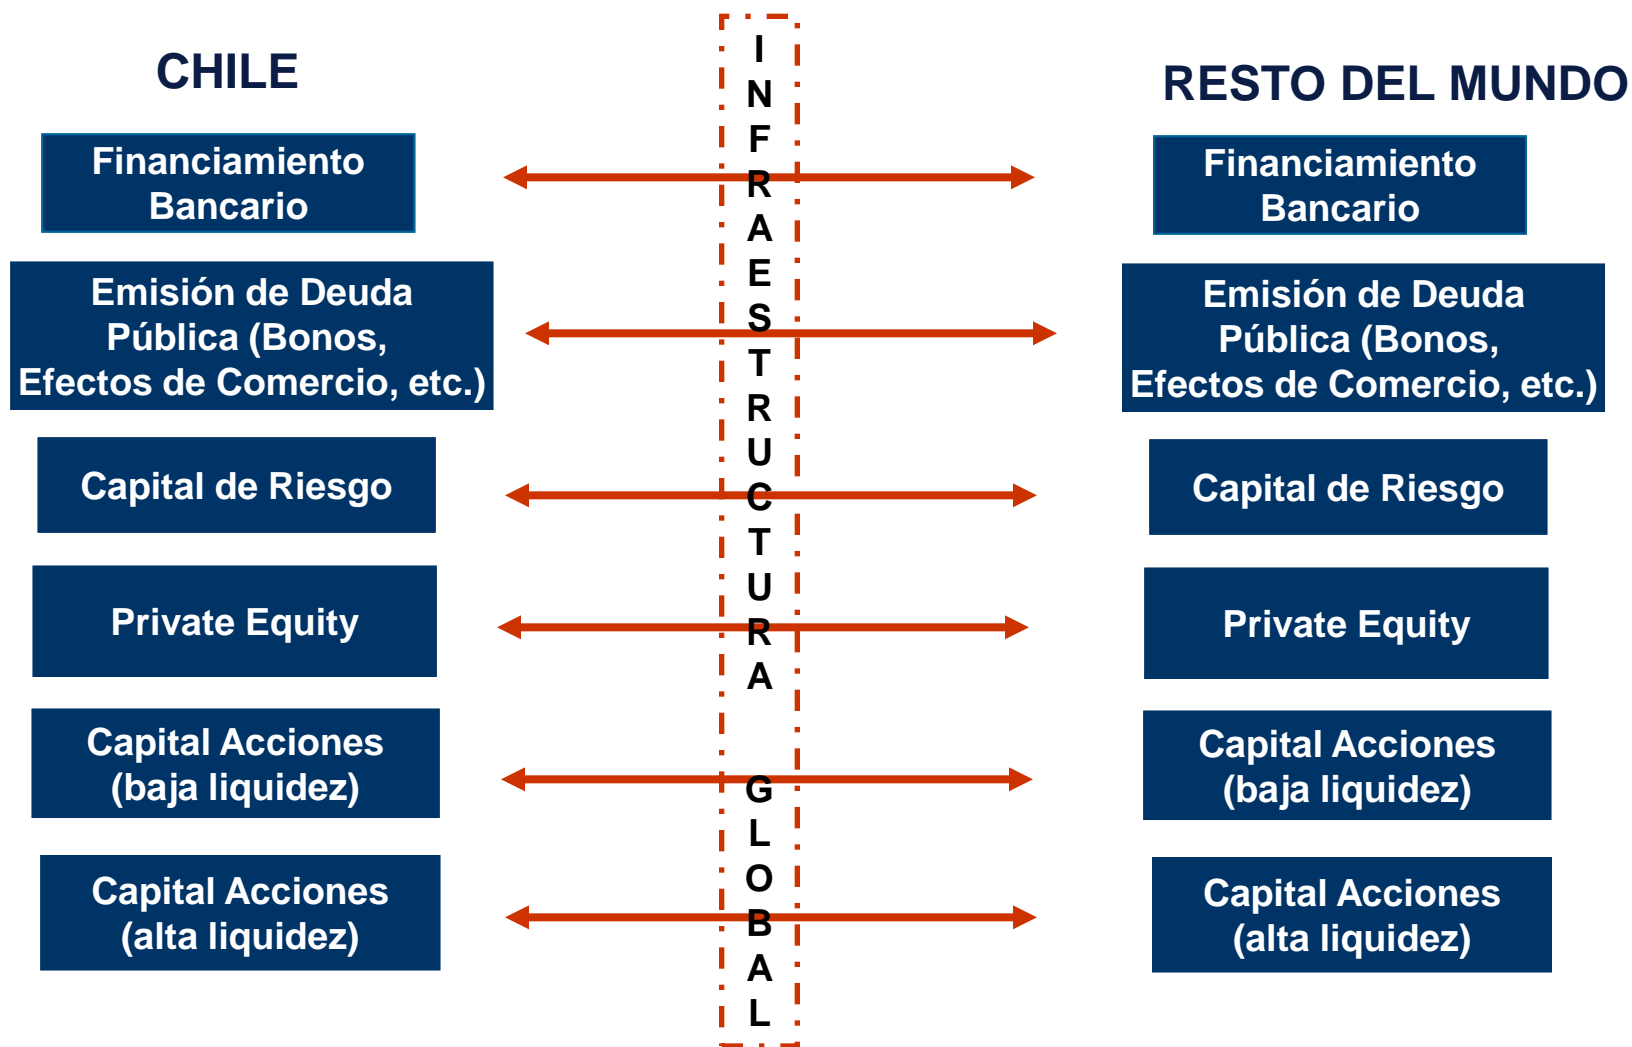 CHILE
Financiamiento
Bancario
Emisión de Deuda
Pública (Bonos,
Efectos de Comercio, etc.)
Capital de Riesgo
Private Equity
Capital Acciones
(baja liquidez)
Capital Acciones
(alta liquidez)
INFRAESTRUCTURA GLOBAL
RESTO DEL MUNDO
Financiamiento
Bancario
Emisión de Deuda
Pública (Bonos,
Efectos de Comercio, etc.)
Capital de Riesgo
Private Equity
Capital Acciones
(baja liquidez)
Capital Acciones
(alta liquidez)